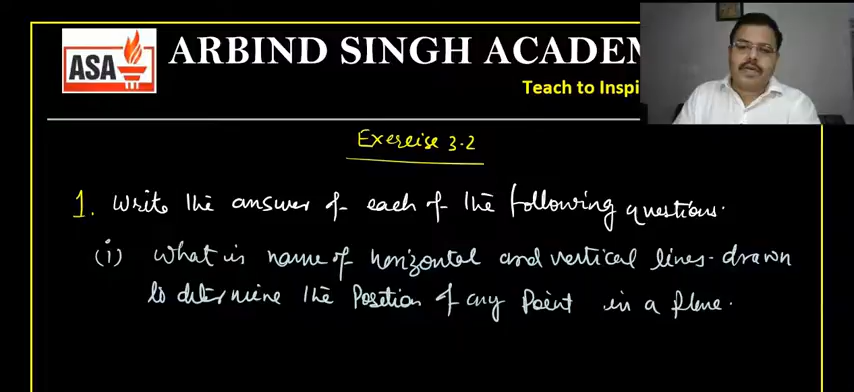 ASA
ARBIND SINGH ACADEM
Teach to Inspi
Exercise 3.2
1. Write the answer of each of the following questions.
(i) What is name of horizontal and vertical lines drawn
to determine the Position of any Point in a plane.